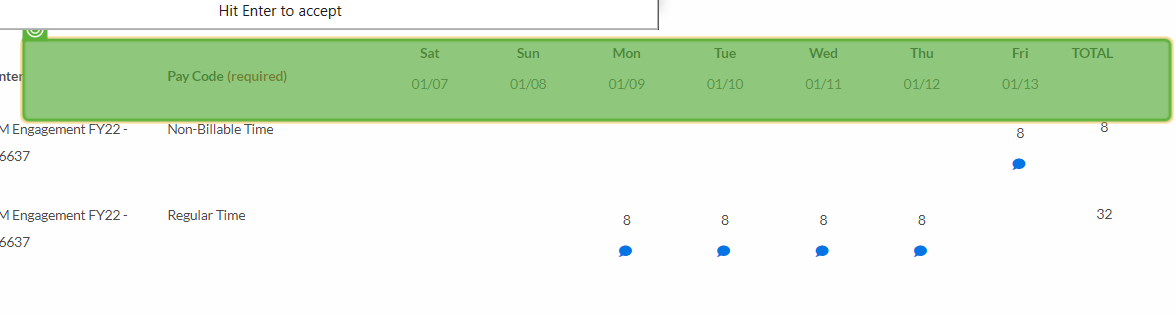 Hit Enter to accept
Sat Sun Mon Tue Wed Thu Fri TOTAL
Pay Code (required)
01/07 01/08 01/09 01/10 01/11 01/12 01/13
M Engagement FY22 - Non-Billable Time 8 8
6637
M Engagement FY22 - Regular Time 8 8 8 8 32
6637